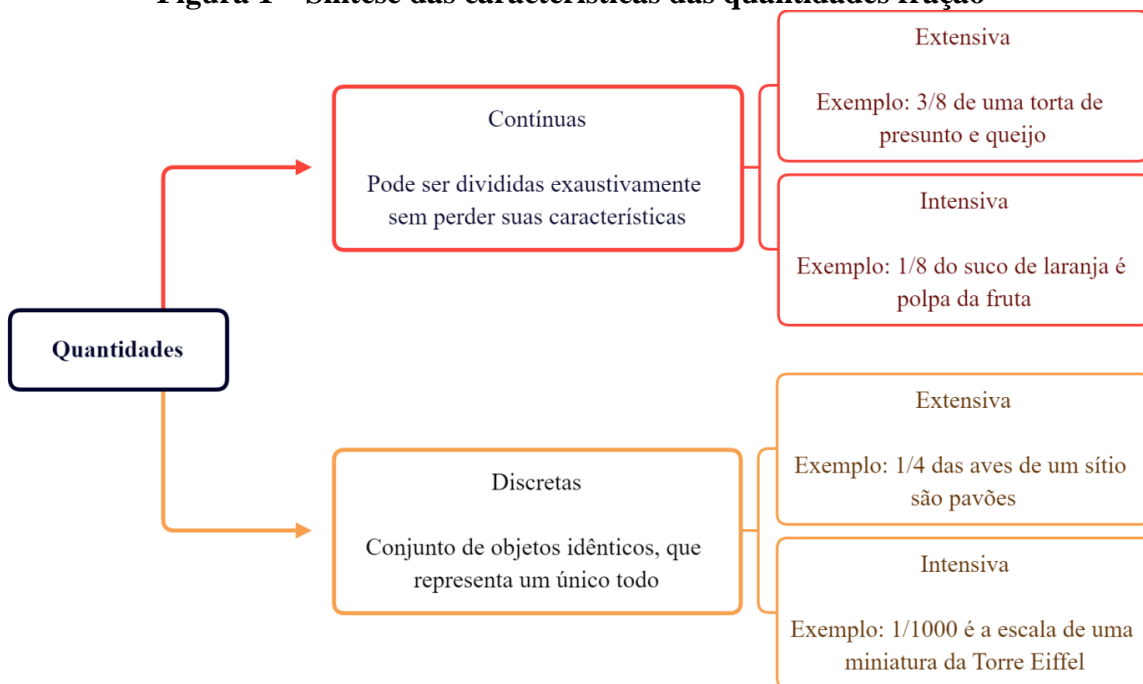 Figura 1 – Síntese das características das quantidades fração
Extensiva
Exemplo: 3/8 de uma torta de
presunto e queijo
Contínuas
Pode ser divididas exaustivamente
sem perder suas características
Intensiva
Exemplo: 1/8 do suco de laranja é
polpa da fruta
Quantidades
Extensiva
Exemplo: 1/4 das aves de um sítio
são pavões
Discretas
Conjunto de objetos idênticos, que
representa um único todo
Intensiva
Exemplo: 1/1000 é a escala de uma
miniatura da Torre Eiffel